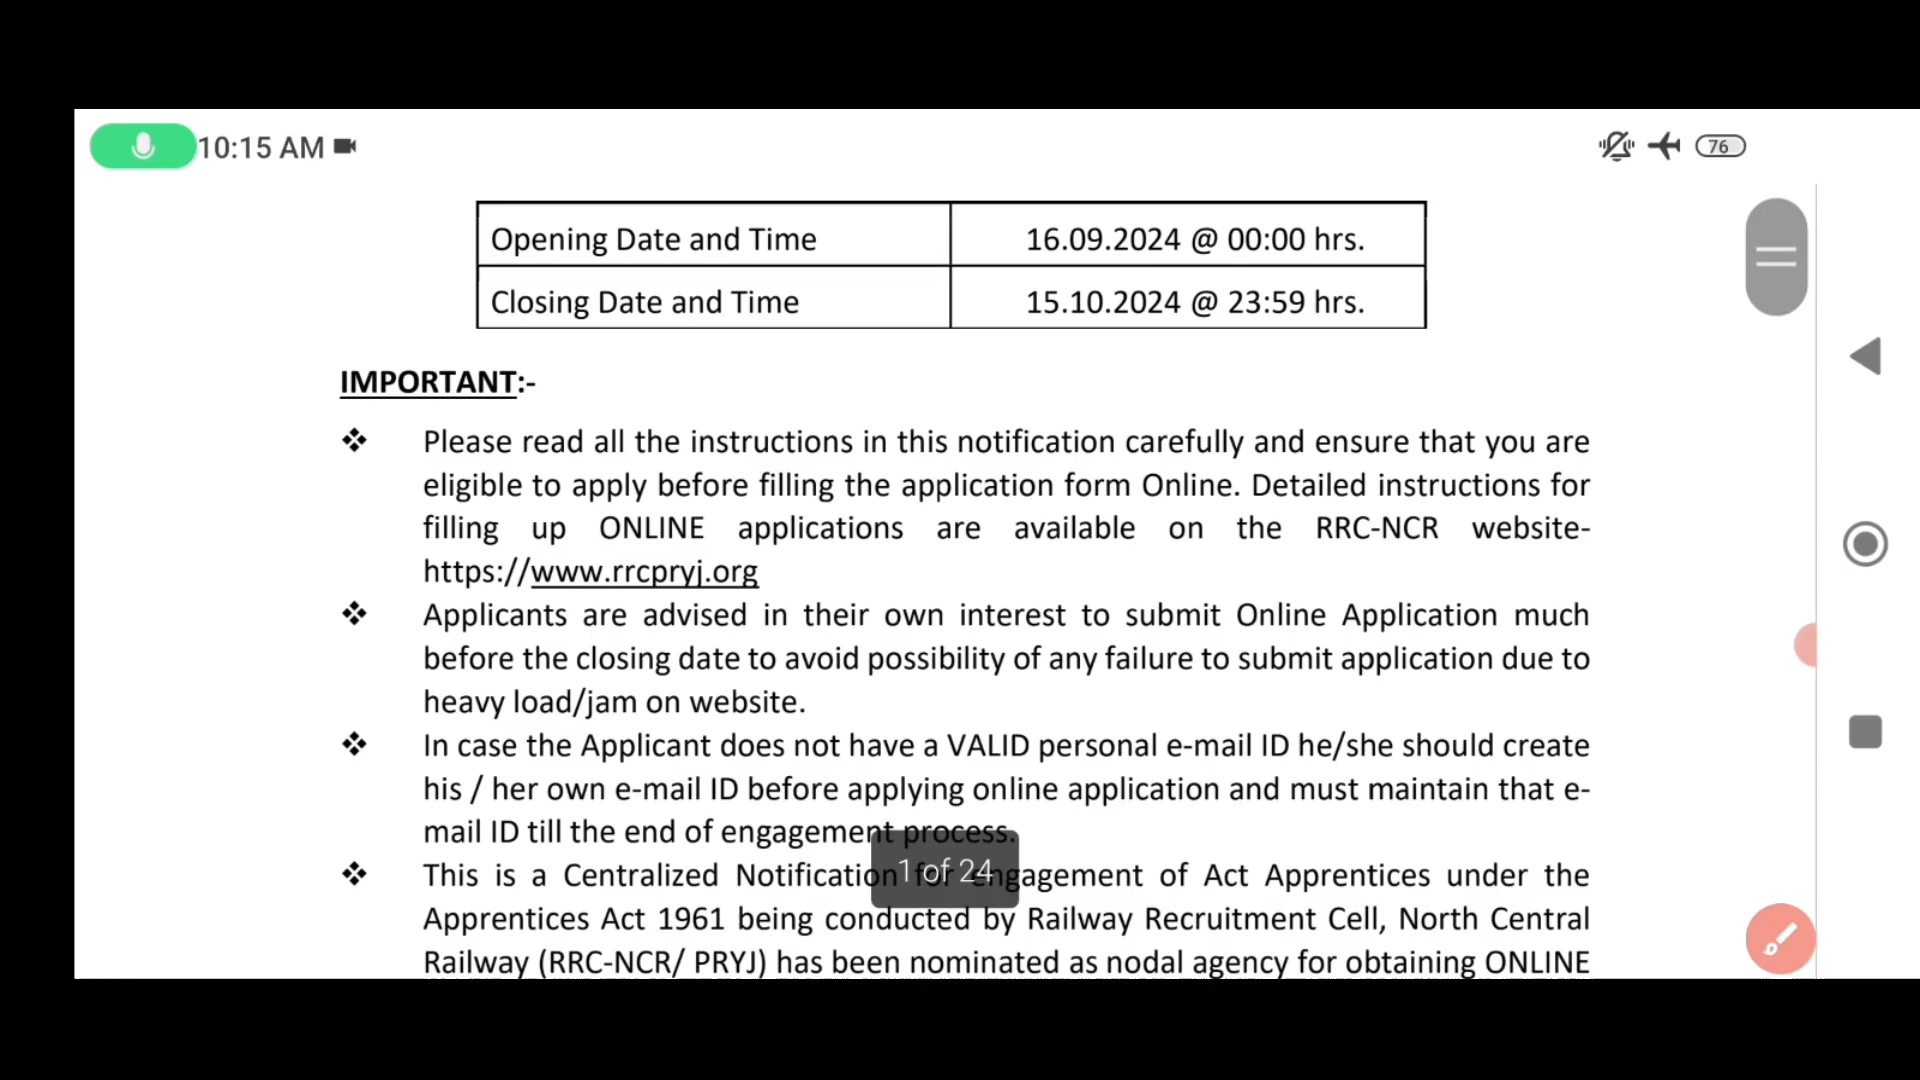 10:15 AM
76
Opening Date and Time 16.09.2024 @ 00:00 hrs.
Closing Date and Time 15.10.2024 @ 23:59 hrs.
IMPORTANT:-
❖ Please read all the instructions in this notification carefully and ensure that you are
eligible to apply before filling the application form Online. Detailed instructions for
filling up ONLINE applications are available on the RRC-NCR website-
https://www.rrcpryj.org
❖ Applicants are advised in their own interest to submit Online Application much
before the closing date to avoid possibility of any failure to submit application due to
heavy load/jam on website.
❖ In case the Applicant does not have a VALID personal e-mail ID he/she should create
his / her own e-mail ID before applying online application and must maintain that e-
mail ID till the end of engagement process.
❖ This is a Centralized Notification for engagement of Act Apprentices under the
1 of 24
Apprentices Act 1961 being conducted by Railway Recruitment Cell, North Central
Railway (RRC-NCR/ PRYJ) has been nominated as nodal agency for obtaining ONLINE